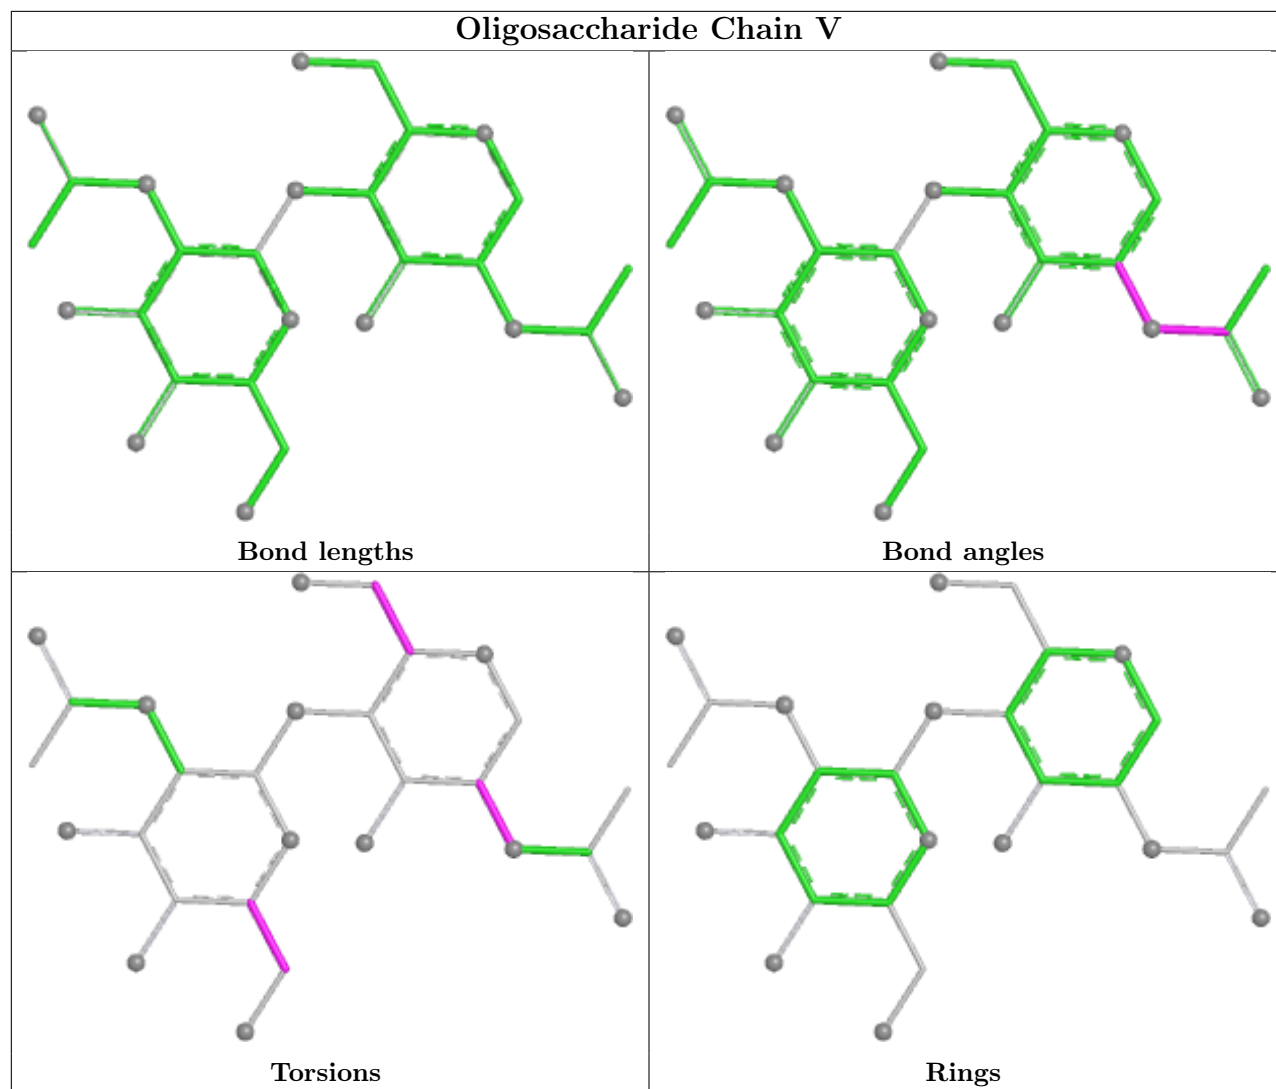 Oligosaccharide Chain V
Bond lengths
Bond angles
Torsions
Rings